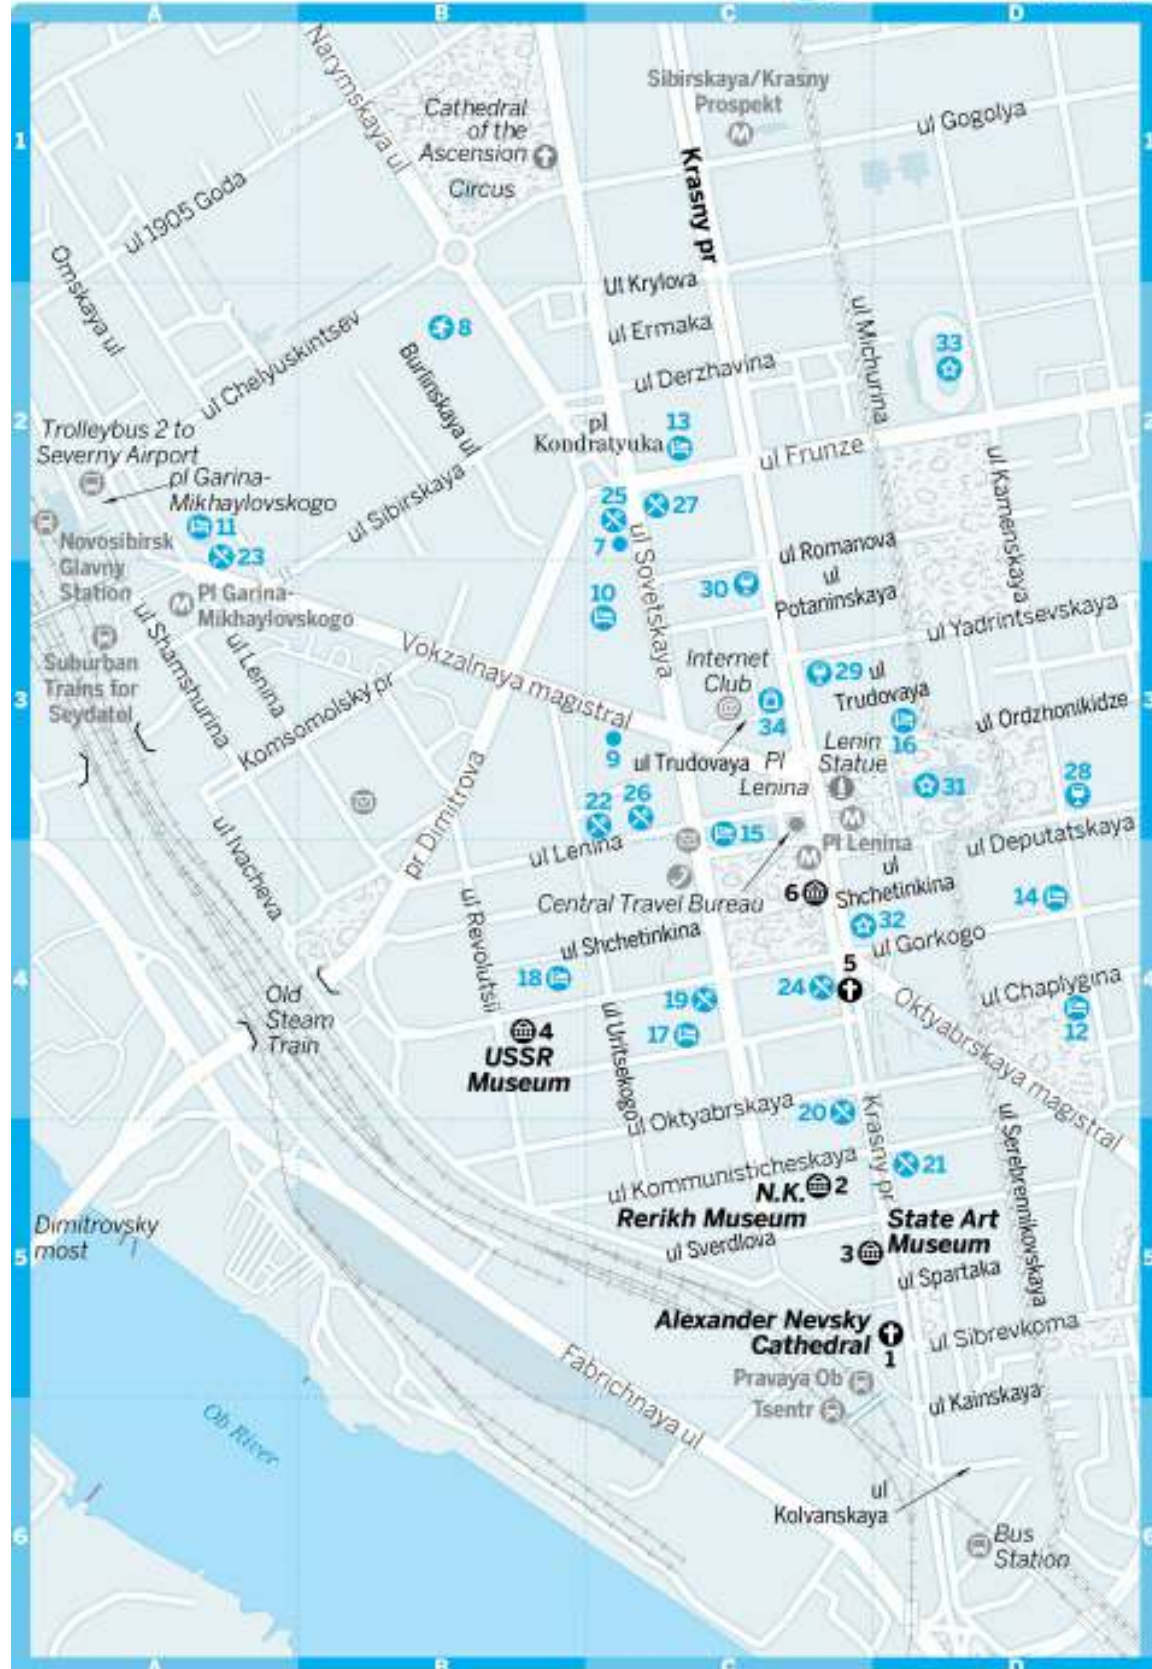 A B C D
1
Narymskaya ul
Cathedral
of the
Ascension
Circus
Sibirskaya/Krasny
Prospekt
Krasny pr
ul Gogolya
1
ul 1905 Goda
Omskaya ul
ul Chelyuskintsev
8
Burlinskaya ul
Ul Krylova
ul Ermaka
ul Derzhavina
ul Michurina
33
2
2
Trolleybus 2 to
Severny Airport
pl Garina-
Mikhaylovskogo
11
23
Novosibirsk
Glavny
Station
Pl Garina-
Mikhaylovskogo
ul Sibirskaya
pl
Kondratyuka
13
ul Frunze
25
27
7
ul Sovetskaya
10
30
ul Romanova
ul
Potaninskaya
ul Kamenskaya
ul Yadrintsevskaya
Suburban
Trains for
Seydatel
ul Shamshurina
ul Lenina
Komsomolsky pr
Vokzalnaya magistral
3
3
Internet
Club
34
29
ul
Trudovaya
16
ul Ordzhonikidze
9
ul Trudovaya
Pl
Lenina
Lenin
Statue
31
28
22
26
15
ul Lenina
pr Dimitrova
ul Ivacheva
Pl Lenina
ul Deputatskaya
Central Travel Bureau
6
ul
Shchetinkina
14
32
ul Gorkogo
ul Revolutsii
ul Shchetinkina
18
5
4
4
19
24
17
ul Chaplygina
12
Oktyabrskaya magistral
Old
Steam
Train
4
USSR
Museum
ul Uritsekogo
ul Oktyabrskaya
20
Krasny pr
21
ul Serebrennikovskaya
ul Kommunisticheskaya
N.K.
Rerikh Museum
2
State Art
Museum
3
ul Sverdlova
ul Spartaka
Dimitrovsky
most
5
5
Alexander Nevsky
Cathedral
1
ul Sibrevkoma
Pravaya Ob
Tsentr
ul Kainskaya
Fabrichnaya ul
Ob River
ul
Kolvanskaya
Bus
Station
6
6
A B C D